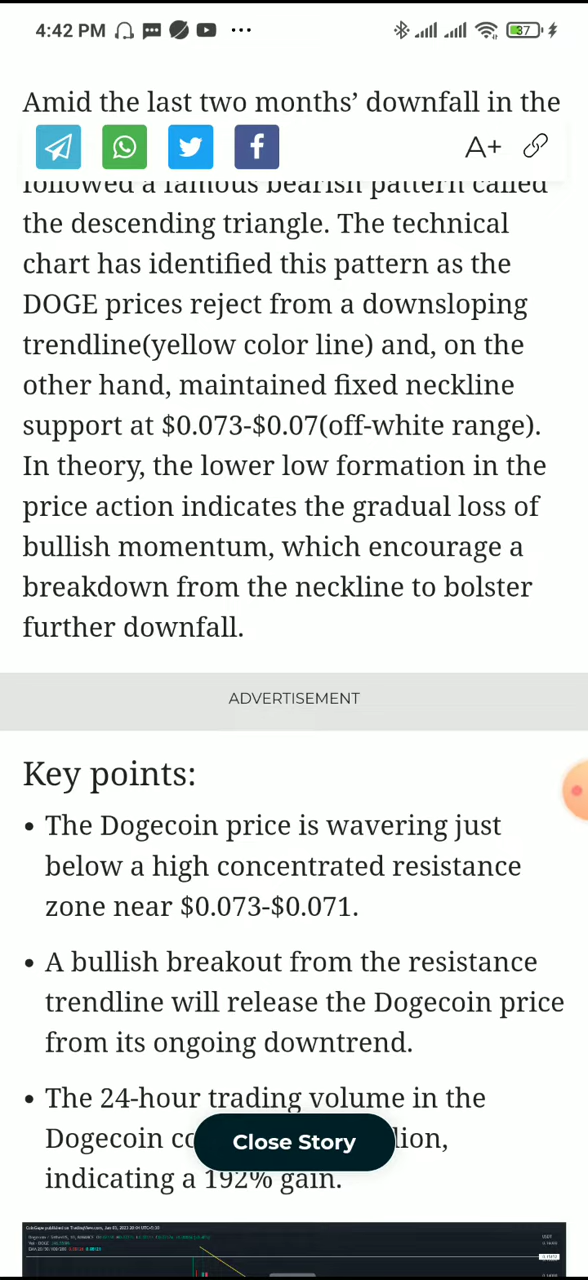 4:42 PM
37
Amid the last two months’ downfall in the
A+
followed a famous bearish pattern called
the descending triangle. The technical
chart has identified this pattern as the
DOGE prices reject from a downsloping
trendline(yellow color line) and, on the
other hand, maintained fixed neckline
support at $0.073-$0.07(off-white range).
In theory, the lower low formation in the
price action indicates the gradual loss of
bullish momentum, which encourage a
breakdown from the neckline to bolster
further downfall.
ADVERTISEMENT
Key points:
• The Dogecoin price is wavering just
below a high concentrated resistance
zone near $0.073-$0.071.
• A bullish breakout from the resistance
trendline will release the Dogecoin price
from its ongoing downtrend.
• The 24-hour trading volume in the
Dogecoin
Close Story
indicating a 192% gain.